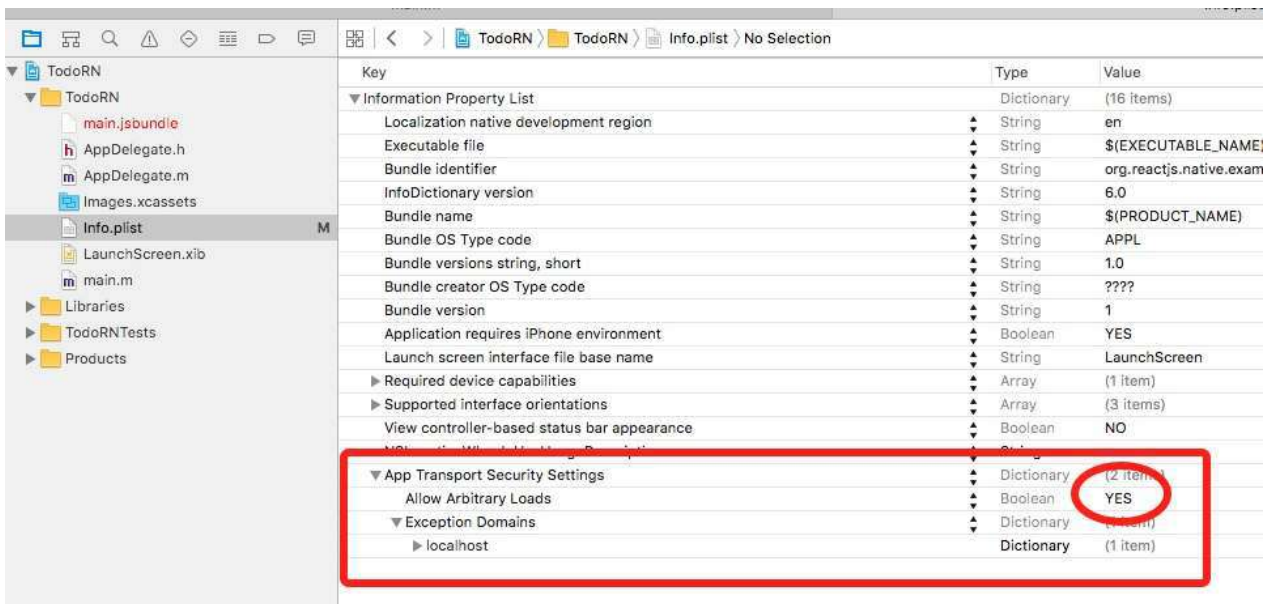 TodoRN TodoRN Info.plist No Selection
TodoRN
TodoRN
main.jsbundle
h AppDelegate.h
m AppDelegate.m
Images.xcassets
Info.plist M
LaunchScreen.xib
m main.m
Libraries
TodoRNTests
Products
Key Type Value
Information Property List Dictionary (16 items)
Localization native development region String en
Executable file String $(EXECUTABLE_NAME)
Bundle identifier String org.reactjs.native.exam
InfoDictionary version String 6.0
Bundle name String $(PRODUCT_NAME)
Bundle OS Type code String APPL
Bundle versions string, short String 1.0
Bundle creator OS Type code String ????
Bundle version String 1
Application requires iPhone environment Boolean YES
Launch screen interface file base name String LaunchScreen
Required device capabilities Array (1 item)
Supported interface orientations Array (3 items)
View controller-based status bar appearance Boolean NO
App Transport Security Settings Dictionary (2 items)
Allow Arbitrary Loads Boolean YES
Exception Domains Dictionary (1 item)
localhost Dictionary (1 item)